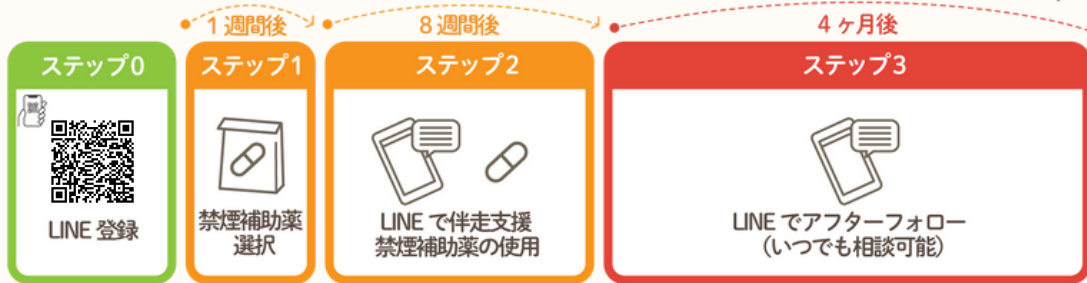 1週間後
8週間後
4ヶ月後
ステップ0
ステップ1
ステップ2
ステップ3
LINE 登録
禁煙補助薬
選択
LINE で伴走支援
禁煙補助薬の使用
LINE でアフターフォロー
(いつでも相談可能)